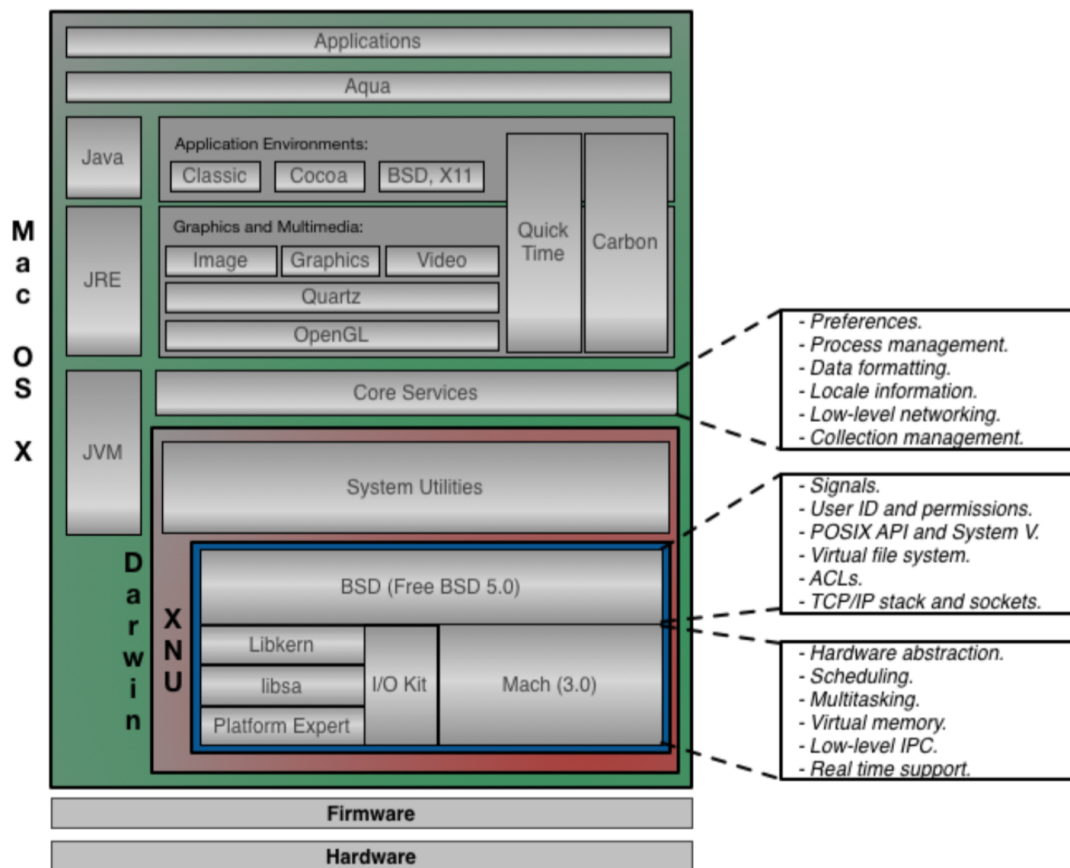 Applications
Aqua
Java
Application Environments:
Classic
Cocoa
BSD, X11
Quick
Time
Carbon
JRE
Graphics and Multimedia:
Image
Graphics
Video
Quartz
OpenGL
Mac OS X
JVM
Core Services
- Preferences.
- Process management.
- Data formatting.
- Locale information.
- Low-level networking.
- Collection management.
System Utilities
Darwin
XNU
BSD (Free BSD 5.0)
- Signals.
- User ID and permissions.
- POSIX API and System V.
- Virtual file system.
- ACLs.
- TCP/IP stack and sockets.
Libkern
libsa
Platform Expert
I/O Kit
Mach (3.0)
- Hardware abstraction.
- Scheduling.
- Multitasking.
- Virtual memory.
- Low-level IPC.
- Real time support.
Firmware
Hardware